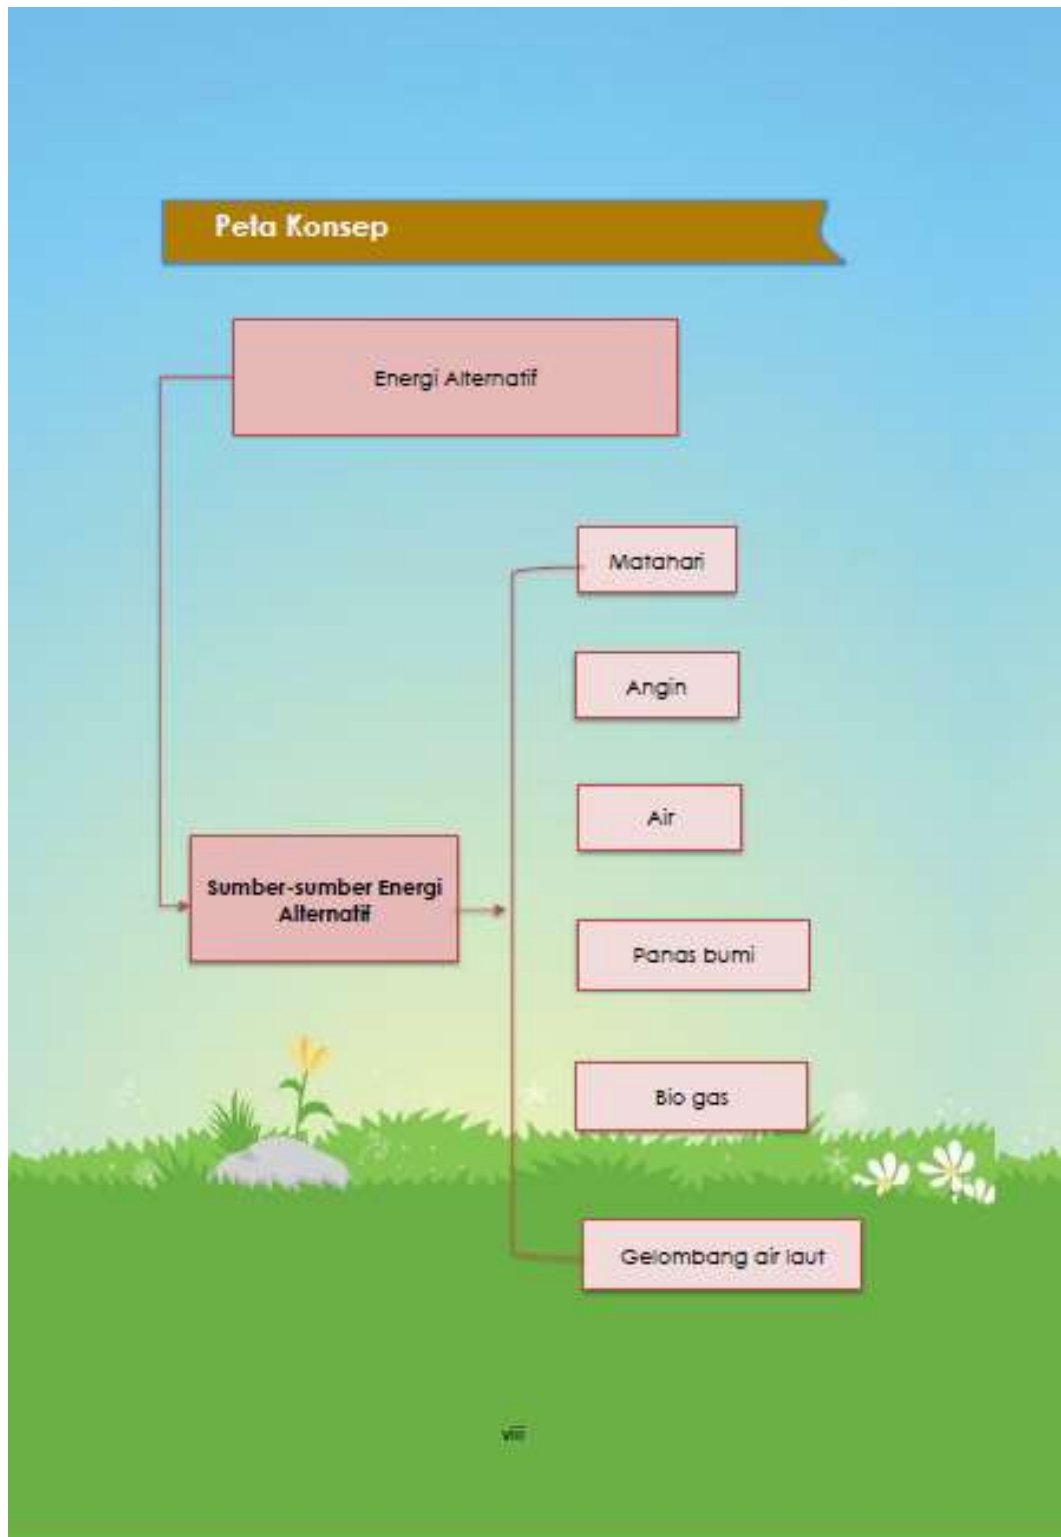 Peta Konsep
Energi Alternatif
Matahari
Angin
Air
Sumber-sumber Energi
Alternatif
Panas bumi
Bio gas
Gelombang air laut
viii